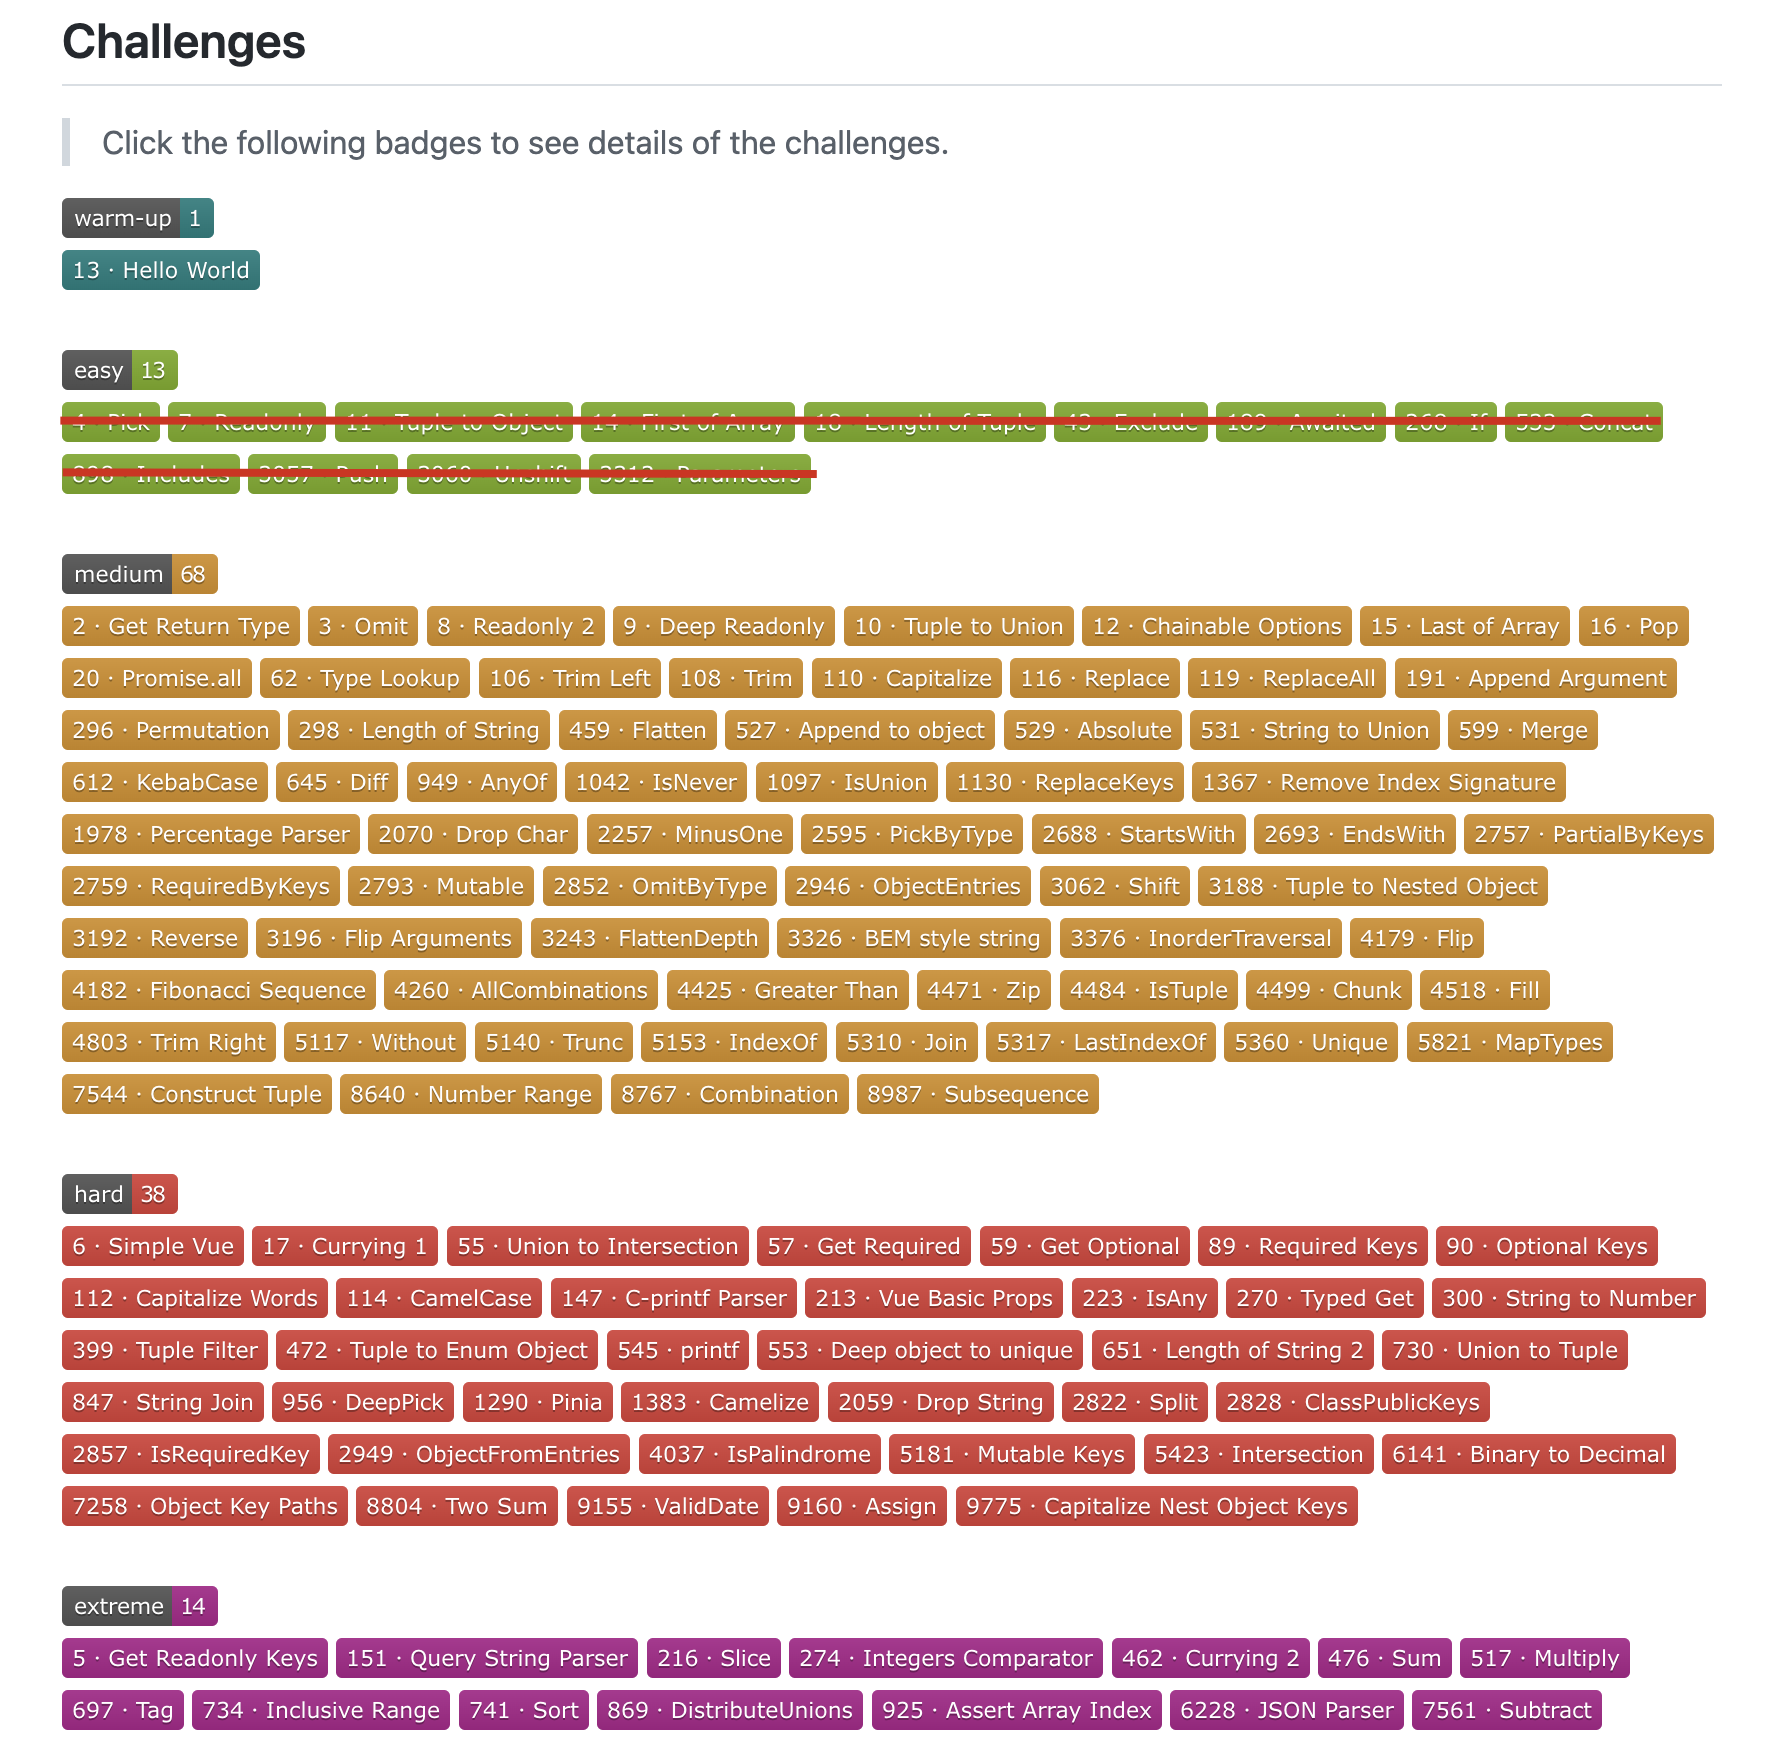 Challenges
Click the following badges to see details of the challenges.
warm-up 1
13 · Hello World
easy 13
4 · Pick 7 · Readonly 11 · Tuple to Object 14 · First of Array 18 · Length of Tuple 43 · Exclude 189 · Awaited 268 · If 533 · Concat
898 · Includes 3057 · Push 3060 · Unshift 3312 · Parameters
medium 68
2 · Get Return Type 3 · Omit 8 · Readonly 2 9 · Deep Readonly 10 · Tuple to Union 12 · Chainable Options 15 · Last of Array 16 · Pop
20 · Promise.all 62 · Type Lookup 106 · Trim Left 108 · Trim 110 · Capitalize 116 · Replace 119 · ReplaceAll 191 · Append Argument
296 · Permutation 298 · Length of String 459 · Flatten 527 · Append to object 529 · Absolute 531 · String to Union 599 · Merge
612 · KebabCase 645 · Diff 949 · AnyOf 1042 · IsNever 1097 · IsUnion 1130 · ReplaceKeys 1367 · Remove Index Signature
1978 · Percentage Parser 2070 · Drop Char 2257 · MinusOne 2595 · PickByType 2688 · StartsWith 2693 · EndsWith 2757 · PartialByKeys
2759 · RequiredByKeys 2793 · Mutable 2852 · OmitByType 2946 · ObjectEntries 3062 · Shift 3188 · Tuple to Nested Object
3192 · Reverse 3196 · Flip Arguments 3243 · FlattenDepth 3326 · BEM style string 3376 · InorderTraversal 4179 · Flip
4182 · Fibonacci Sequence 4260 · AllCombinations 4425 · Greater Than 4471 · Zip 4484 · IsTuple 4499 · Chunk 4518 · Fill
4803 · Trim Right 5117 · Without 5140 · Trunc 5153 · IndexOf 5310 · Join 5317 · LastIndexOf 5360 · Unique 5821 · MapTypes
7544 · Construct Tuple 8640 · Number Range 8767 · Combination 8987 · Subsequence
hard 38
6 · Simple Vue 17 · Currying 1 55 · Union to Intersection 57 · Get Required 59 · Get Optional 89 · Required Keys 90 · Optional Keys
112 · Capitalize Words 114 · CamelCase 147 · C-printf Parser 213 · Vue Basic Props 223 · IsAny 270 · Typed Get 300 · String to Number
399 · Tuple Filter 472 · Tuple to Enum Object 545 · printf 553 · Deep object to unique 651 · Length of String 2 730 · Union to Tuple
847 · String Join 956 · DeepPick 1290 · Pinia 1383 · Camelize 2059 · Drop String 2822 · Split 2828 · ClassPublicKeys
2857 · IsRequiredKey 2949 · ObjectFromEntries 4037 · IsPalindrome 5181 · Mutable Keys 5423 · Intersection 6141 · Binary to Decimal
7258 · Object Key Paths 8804 · Two Sum 9155 · ValidDate 9160 · Assign 9775 · Capitalize Nest Object Keys
extreme 14
5 · Get Readonly Keys 151 · Query String Parser 216 · Slice 274 · Integers Comparator 462 · Currying 2 476 · Sum 517 · Multiply
697 · Tag 734 · Inclusive Range 741 · Sort 869 · DistributeUnions 925 · Assert Array Index 6228 · JSON Parser 7561 · Subtract